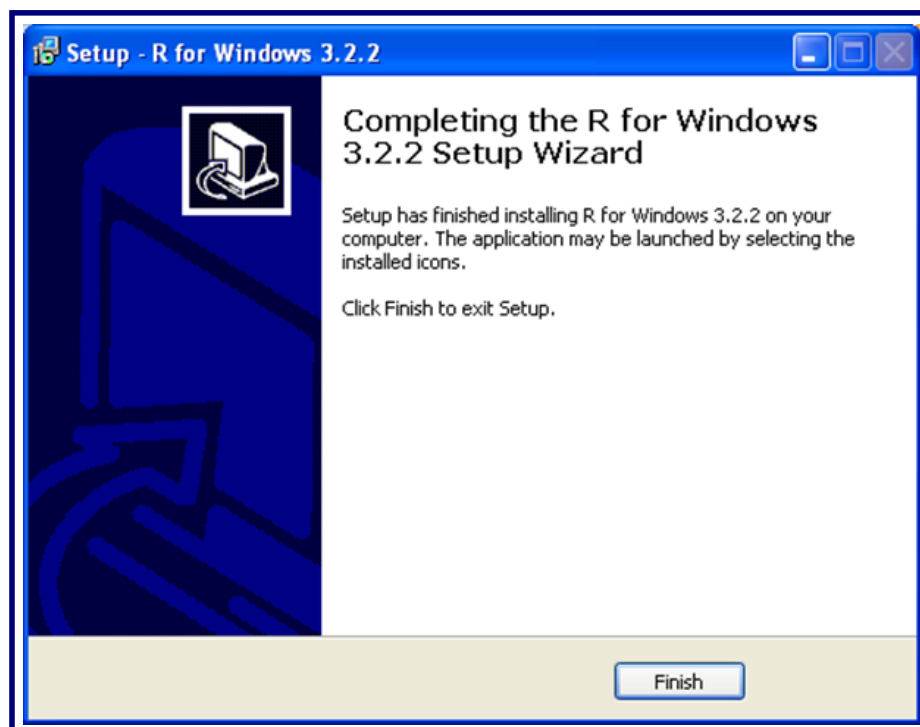 Setup - R for Windows 3.2.2
Completing the R for Windows
3.2.2 Setup Wizard
Setup has finished installing R for Windows 3.2.2 on your
computer. The application may be launched by selecting the
installed icons.
Click Finish to exit Setup.
Finish